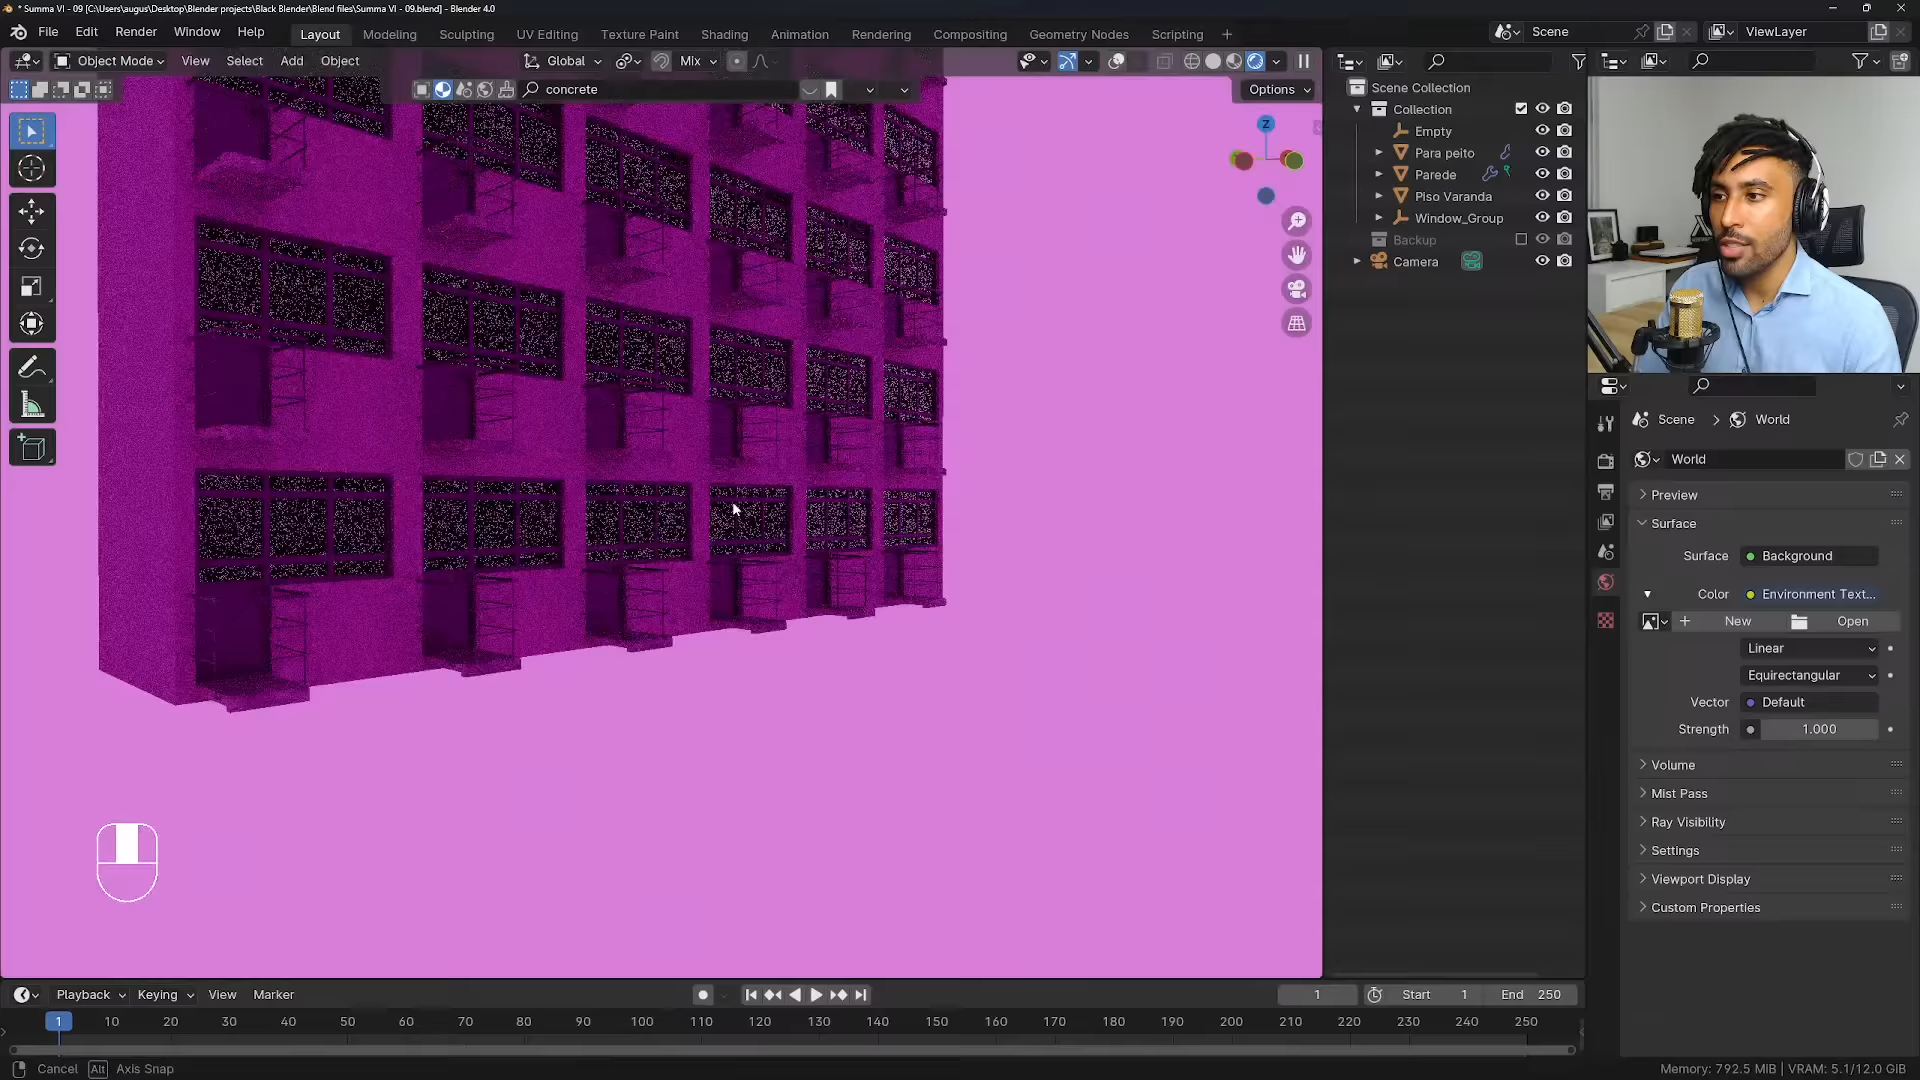 * Summa VI - 09 [C:\Users\augus\Desktop\Blender projects\Black Blender\Blend files\Summa VI - 09.blend] - Blender 4.0
File Edit Render Window Help Layout Modeling Sculpting UV Editing Texture Paint Shading Animation Rendering Compositing Geometry Nodes Scripting + Scene ViewLayer
Object Mode View Select Add Object Global Mix
concrete Options
Z
Scene Collection
Collection
Empty
Para peito
Parede
Piso Varanda
Window_Group
Backup
Camera
Scene > World
World
Preview
Surface
Surface Background
Color Environment Text...
New Open
Linear
Equirectangular
Vector Default
Strength 1.000
Volume
Mist Pass
Ray Visibility
Settings
Viewport Display
Custom Properties
Playback Keying View Marker 1 Start 1 End 250
1 10 20 30 40 50 60 70 80 90 100 110 120 130 140 150 160 170 180 190 200 210 220 230 240 250
Cancel Alt Axis Snap Memory: 792.5 MiB | VRAM: 5.1/12.0 GiB